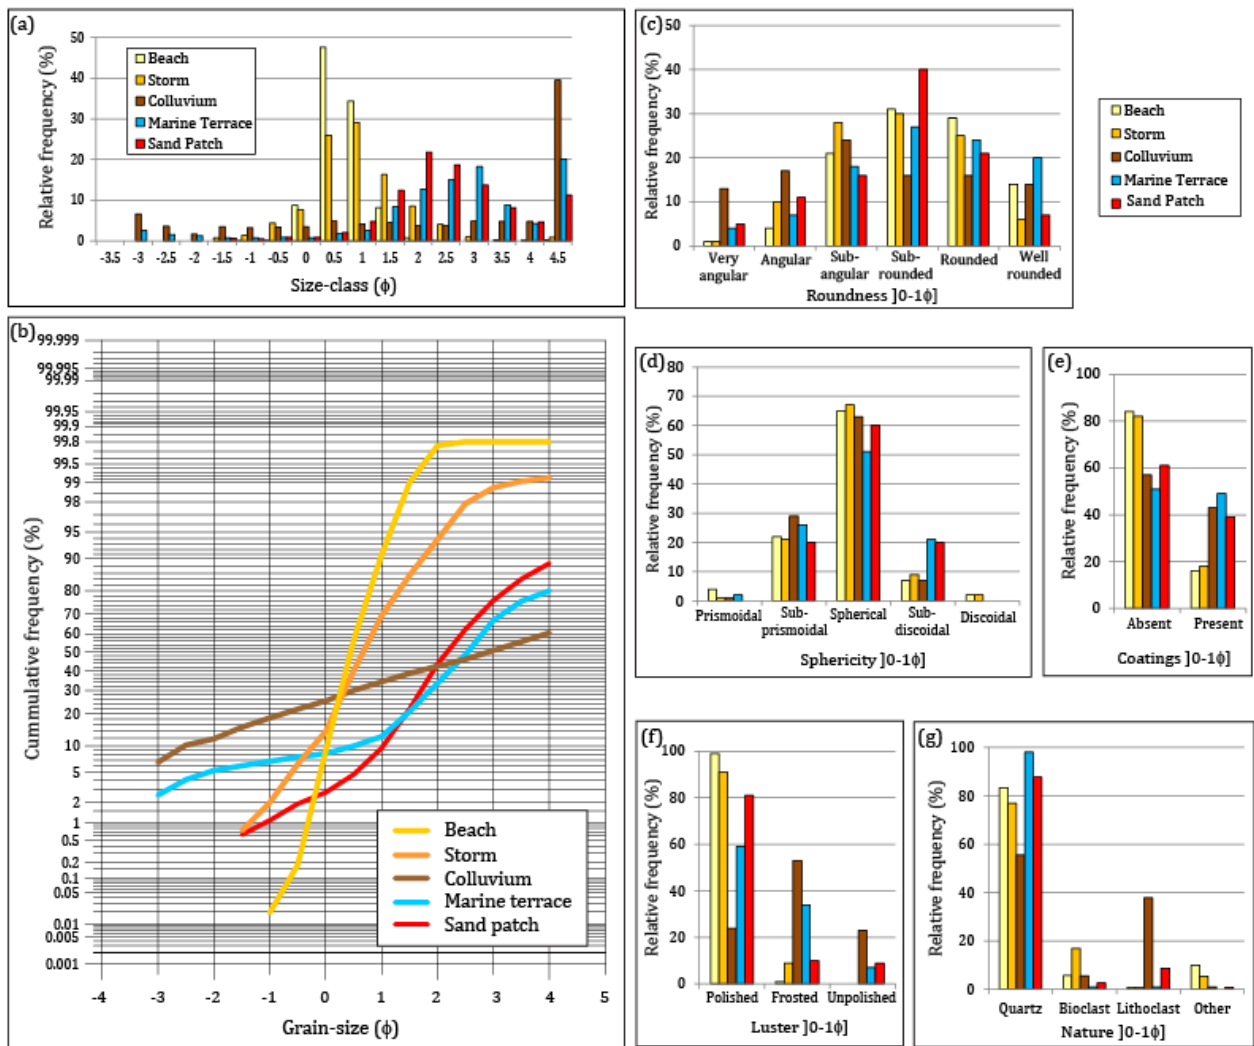 (a)
Relative frequency (%)
50
40
30
20
10
0
Beach
Storm
Colluvium
Marine Terrace
Sand Patch
-3.5 -3 -2.5 -2 -1.5 -1 -0.5 0 0.5 1 1.5 2 2.5 3 3.5 4 4.5
Size-class (ϕ)
(b)
Cummulative frequency (%)
99.999
99.995
99.99
99.95
99.9
99.8
99.5
99
98
95
90
80
70
60
50
40
30
20
10
5
2
1
0.5
0.2
0.1
0.05
0.01
0.005
0.001
Beach
Storm
Colluvium
Marine terrace
Sand patch
-4 -3 -2 -1 0 1 2 3 4 5
Grain-size (ϕ)
(c)
Relative frequency (%)
50
40
30
20
10
0
Very angular
Angular
Sub-angular
Sub-rounded
Rounded
Well rounded
Roundness ]0-1ϕ]
Beach
Storm
Colluvium
Marine Terrace
Sand Patch
(d)
Relative frequency (%)
80
70
60
50
40
30
20
10
0
Prismoidal
Sub-prismoidal
Spherical
Sub-discoidal
Discoidal
Sphericity ]0-1ϕ]
(e)
Relative frequency (%)
100
80
60
40
20
0
Absent Present
Coatings ]0-1ϕ]
(f)
Relative frequency (%)
100
80
60
40
20
0
Polished Frosted Unpolished
Luster ]0-1ϕ]
(g)
Relative frequency (%)
100
80
60
40
20
0
Quartz Bioclast Lithoclast Other
Nature ]0-1ϕ]